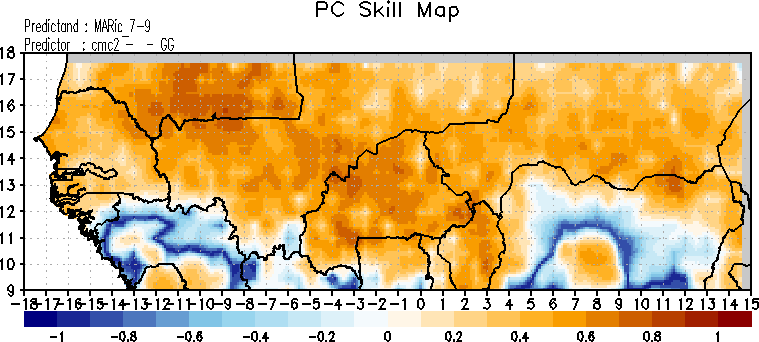 PC Skill Map
Predictand : MARic_7-9
Predictor : cmc2_- - GG
18
17
16
15
14
13
12
11
10
9
-18-17-16-15-14-13-12-11-10-9 -8 -7 -6 -5 -4 -3 -2 -1 0 1 2 3 4 5 6 7 8 9 10 11 12 13 14 15
-1 -0.8 -0.6 -0.4 -0.2 0 0.2 0.4 0.6 0.8 1